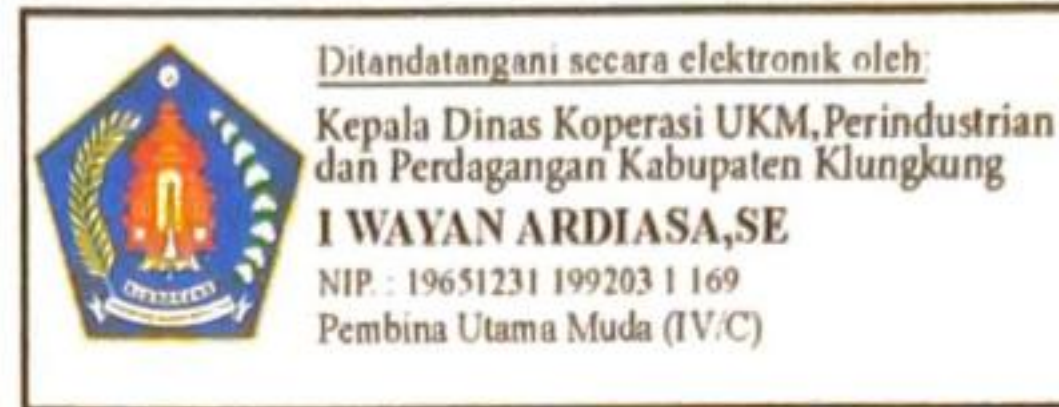 Ditandatangani secara elektronik oleh:
Kepala Dinas Koperasi UKM,Perindustrian
dan Perdagangan Kabupaten Klungkung
I WAYAN ARDIASA,SE
NIP. : 19651231 199203 1 169
Pembina Utama Muda (IV/C)